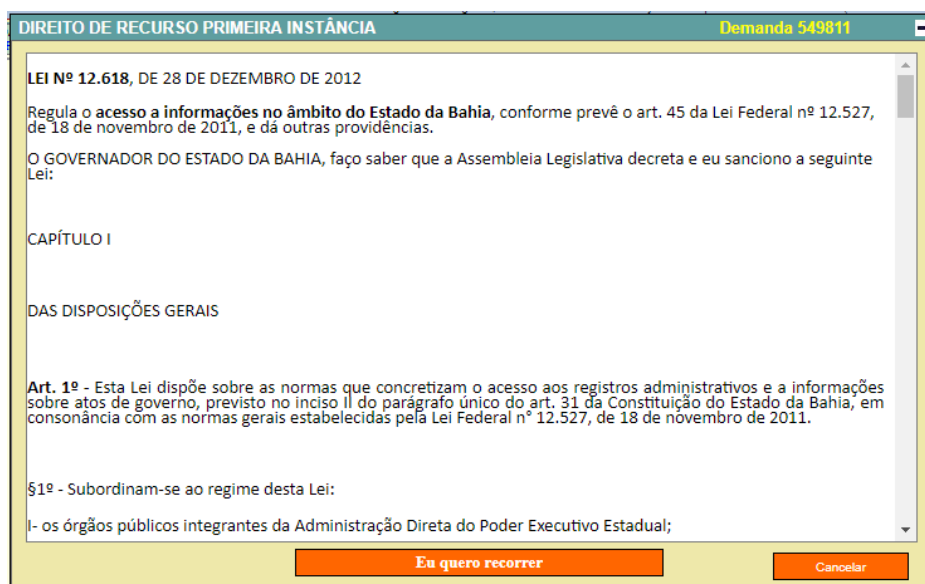 DIREITO DE RECURSO PRIMEIRA INSTÂNCIA Demanda 549811
LEI Nº 12.618, DE 28 DE DEZEMBRO DE 2012
Regula o acesso a informações no âmbito do Estado da Bahia, conforme prevê o art. 45 da Lei Federal nº 12.527,
de 18 de novembro de 2011, e dá outras providências.
O GOVERNADOR DO ESTADO DA BAHIA, faço saber que a Assembleia Legislativa decreta e eu sanciono a seguinte
Lei:
CAPÍTULO I
DAS DISPOSIÇÕES GERAIS
Art. 1º - Esta Lei dispõe sobre as normas que concretizam o acesso aos registros administrativos e a informações
sobre atos de governo, previsto no inciso II do parágrafo único do art. 31 da Constituição do Estado da Bahia, em
consonância com as normas gerais estabelecidas pela Lei Federal n° 12.527, de 18 de novembro de 2011.
§1º - Subordinam-se ao regime desta Lei:
I- os órgãos públicos integrantes da Administração Direta do Poder Executivo Estadual;
Eu quero recorrer Cancelar